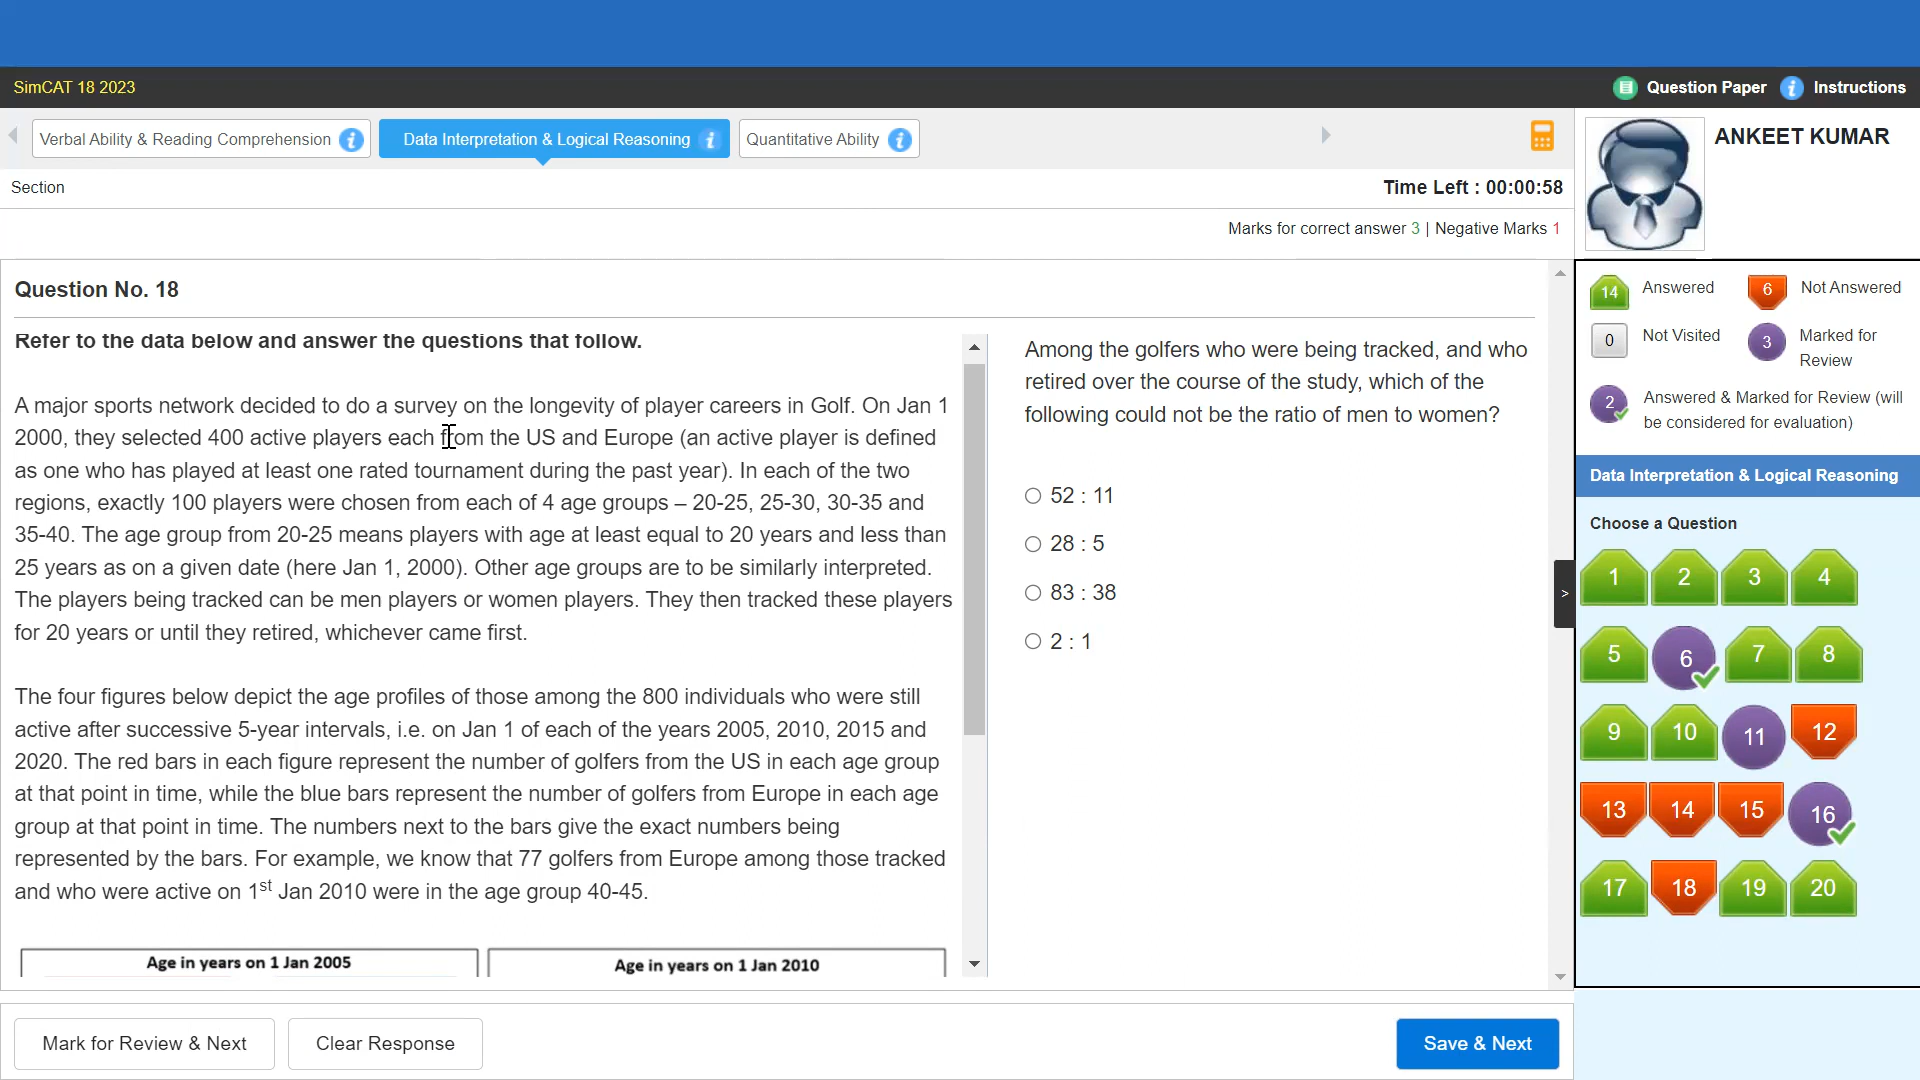 SimCAT 18 2023
Question Paper
Instructions
Verbal Ability & Reading Comprehension
Data Interpretation & Logical Reasoning
Quantitative Ability
ANKEET KUMAR
Section
Time Left : 00:00:58
Marks for correct answer 3 | Negative Marks 1
Question No. 18
Refer to the data below and answer the questions that follow.
A major sports network decided to do a survey on the longevity of player careers in Golf. On Jan 1
2000, they selected 400 active players each from the US and Europe (an active player is defined
as one who has played at least one rated tournament during the past year). In each of the two
regions, exactly 100 players were chosen from each of 4 age groups – 20-25, 25-30, 30-35 and
35-40. The age group from 20-25 means players with age at least equal to 20 years and less than
25 years as on a given date (here Jan 1, 2000). Other age groups are to be similarly interpreted.
The players being tracked can be men players or women players. They then tracked these players
for 20 years or until they retired, whichever came first.
The four figures below depict the age profiles of those among the 800 individuals who were still
active after successive 5-year intervals, i.e. on Jan 1 of each of the years 2005, 2010, 2015 and
2020. The red bars in each figure represent the number of golfers from the US in each age group
at that point in time, while the blue bars represent the number of golfers from Europe in each age
group at that point in time. The numbers next to the bars give the exact numbers being
represented by the bars. For example, we know that 77 golfers from Europe among those tracked
and who were active on 1st Jan 2010 were in the age group 40-45.
Age in years on 1 Jan 2005
Age in years on 1 Jan 2010
Among the golfers who were being tracked, and who
retired over the course of the study, which of the
following could not be the ratio of men to women?
52 : 11
28 : 5
83 : 38
2 : 1
>
14 Answered
6 Not Answered
0 Not Visited
3 Marked for
Review
2 Answered & Marked for Review (will
be considered for evaluation)
Data Interpretation & Logical Reasoning
Choose a Question
1 2 3 4
5 6 7 8
9 10 11 12
13 14 15 16
17 18 19 20
Mark for Review & Next
Clear Response
Save & Next